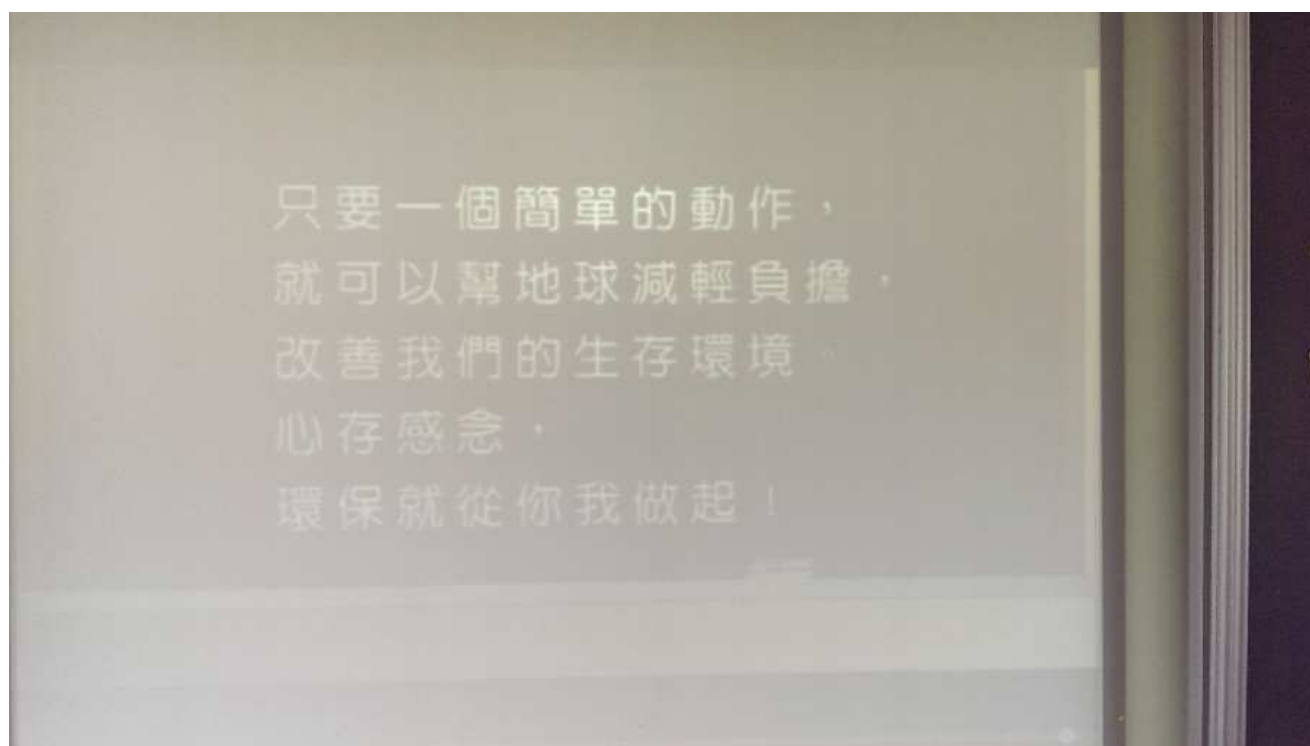 只要一個簡單的動作，
就可以幫地球減輕負擔，
改善我們的生存環境。
心存感念，
環保就從你我做起！